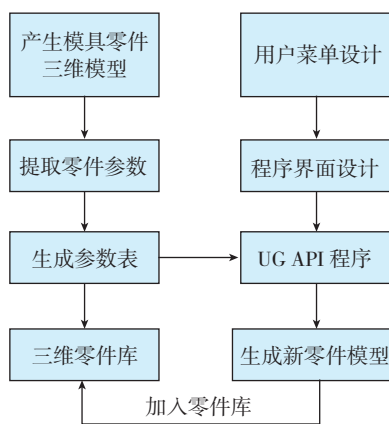 产生模具零件
三维模型
用户菜单设计
提取零件参数
程序界面设计
生成参数表
UG API 程序
三维零件库
生成新零件模型
加入零件库